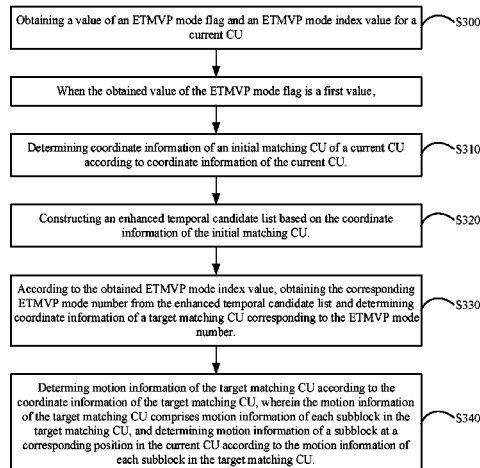 Obtaining a value of an ETMVP mode flag and an ETMVP mode index value for a
current CU
S300
When the obtained value of the ETMVP mode flag is a first value,
Determining coordinate information of an initial matching CU of a current CU
according to coordinate information of the current CU.
S310
Constructing an enhanced temporal candidate list based on the coordinate
information of the initial matching CU.
S320
According to the obtained ETMVP mode index value, obtaining the corresponding
ETMVP mode number from the enhanced temporal candidate list and determining
coordinate information of a target matching CU corresponding to the ETMVP mode
number.
S330
Determing motion information of the target matching CU according to the
coordinate information of the target matching CU, wherein the motion information
of the target matching CU comprises motion information of each subblock in the
target matching CU, and determining motion information of a subblock at a
corresponding position in the current CU according to the motion information of
each subblock in the target matching CU.
S340